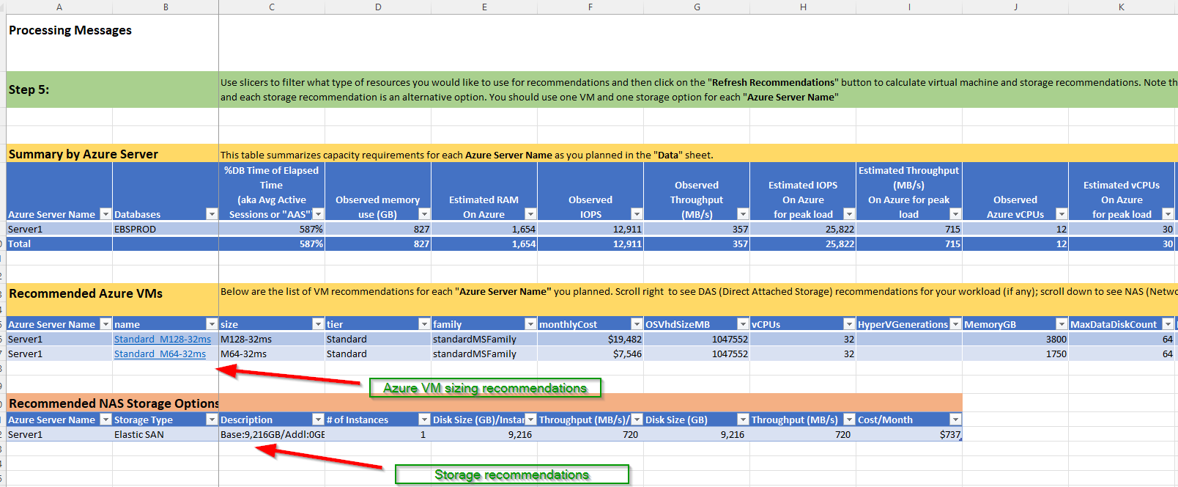 A B C D E F G H I J K
Processing Messages
Step 5:
Use slicers to filter what type of resources you would like to use for recommendations and then click on the "Refresh Recommendations" button to calculate virtual machine and storage recommendations. Note th
and each storage recommendation is an alternative option. You should use one VM and one storage option for each "Azure Server Name"
Summary by Azure Server This table summarizes capacity requirements for each Azure Server Name as you planned in the "Data" sheet.
%DB Time of Elapsed Estimated Throughput
Time Observed Estimated IOPS (MB/s) Estimated vCPUs
(aka Avg Active Observed memory Estimated RAM Observed Throughput On Azure On Azure for peak Observed On Azure
Azure Server Name Databases Sessions or "AAS") use (GB) On Azure IOPS (MB/s) for peak load load Azure vCPUs for peak load
Server1 EBSPROD 587% 827 1,654 12,911 357 25,822 715 12 30
Total 587% 827 1,654 12,911 357 25,822 715 12 30
Recommended Azure VMs Below are the list of VM recommendations for each "Azure Server Name" you planned. Scroll right to see DAS (Direct Attached Storage) recommendations for your workload (if any); scroll down to see NAS (Netwo
Azure Server Name name size tier family monthlyCost OSVhdSizeMB vCPUs HyperVGenerations MemoryGB MaxDataDiskCount
Server1 Standard_M128-32ms M128-32ms Standard standardMSFamily $19,482 1047552 32 3800 64
Server1 Standard_M64-32ms M64-32ms Standard standardMSFamily $7,546 1047552 32 1750 64
Azure VM sizing recommendations
Recommended NAS Storage Options
Azure Server Name Storage Type Description # of Instances Disk Size (GB)/Instan Throughput (MB/s)/ Disk Size (GB) Throughput (MB/s) Cost/Month
Server1 Elastic SAN Base:9,216GB/Addl:0GB 1 9,216 720 9,216 720 $737
Storage recommendations